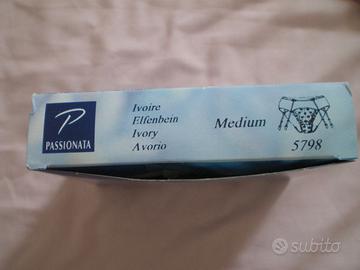 P
PASSIONATA
Ivoire
Elfenbein
Ivory
Avorio
Medium
5798
subito